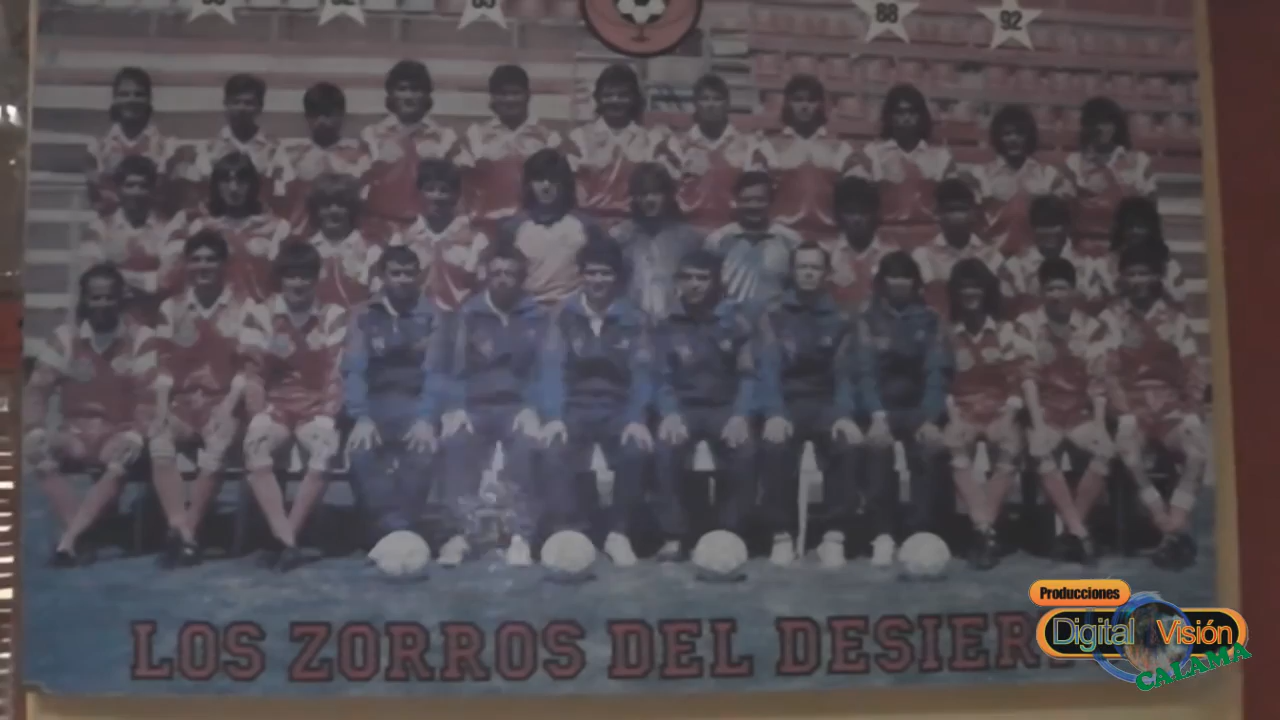 88
92
LOS ZORROS DEL DESIER
Producciones
Digital Visión
CALAMA